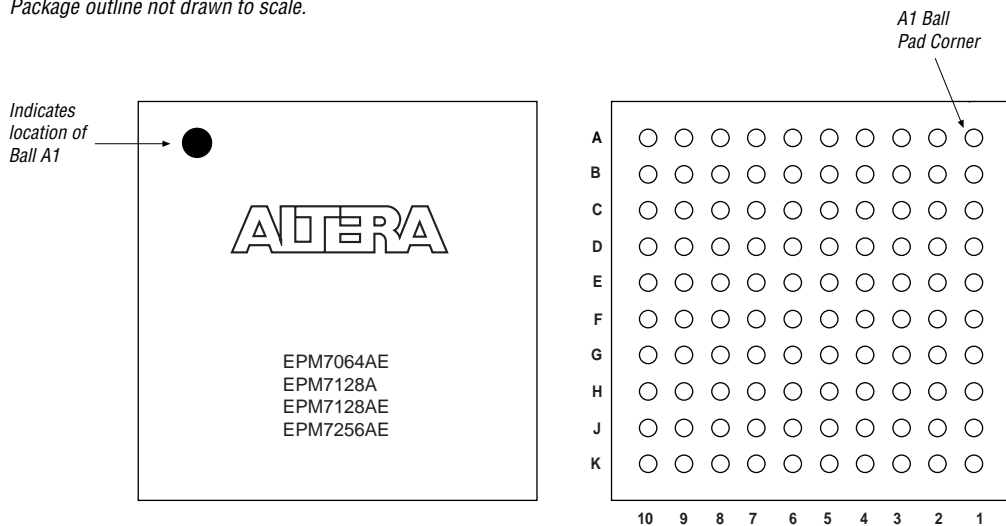 Package outline not drawn to scale.
A1 Ball
Pad Corner
Indicates
location of
Ball A1
ALTERA
EPM7064AE
EPM7128A
EPM7128AE
EPM7256AE
A
B
C
D
E
F
G
H
J
K
10 9 8 7 6 5 4 3 2 1